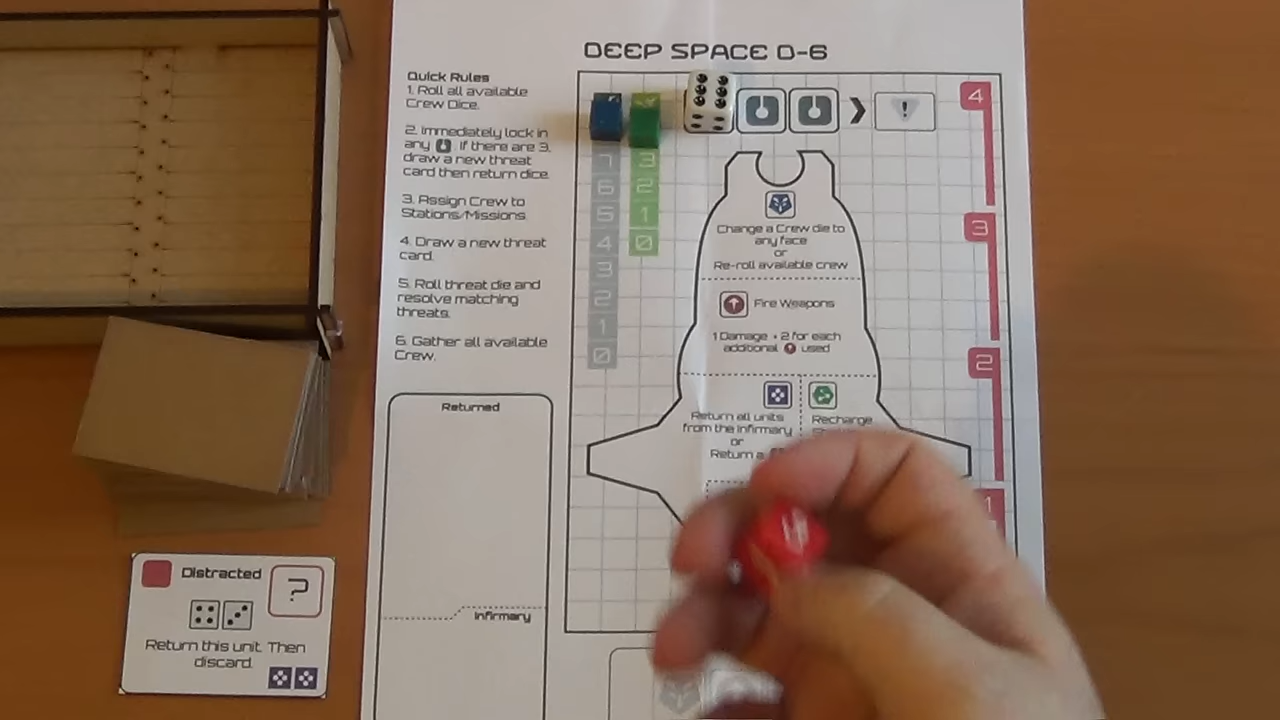 DEEP SPACE D-6
Quick Rules
1. Roll all available
Crew Dice.
2. Immediately lock in
any . If there are 3,
draw a new threat
card then return dice.
3. Assign Crew to
Stations/Missions
4. Draw a new threat
card.
5. Roll threat die and
resolve matching
threats.
6. Gather all available
Crew.
Returned
Infirmary
7
6
5
4
3
2
1
0
3
2
1
0
!
Change a Crew die to
any face
or
Re-roll available crew
Fire Weapons
1 Damage + 2 for each
additional used
Return all units
from the Infirmary
or
Return a
Recharge
4
3
2
1
Distracted
?
Return this unit. Then
discard.